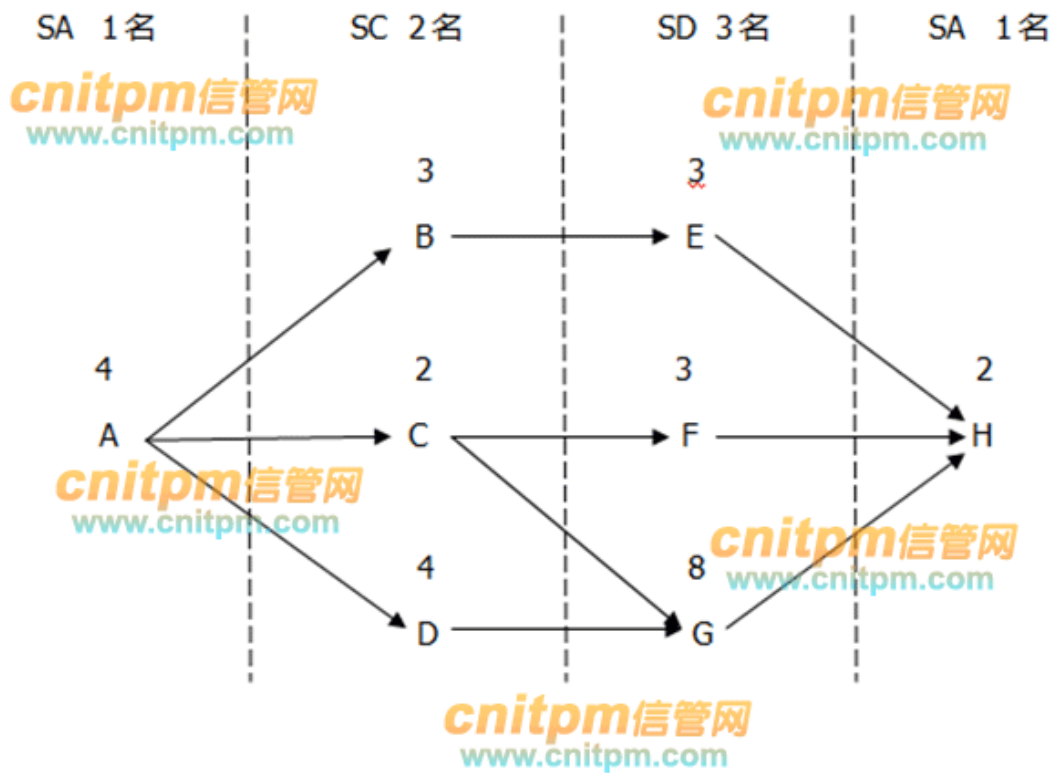 SA 1名 SC 2名 SD 3名 SA 1名
cnitpm信管网 cnitpm信管网
www.cnitpm.com www.cnitpm.com
3 3
B E
4 2 3 2
A C F H
cnitpm信管网
www.cnitpm.com
cnitpm信管网
www.cnitpm.com
4 8
D G
cnitpm信管网
www.cnitpm.com